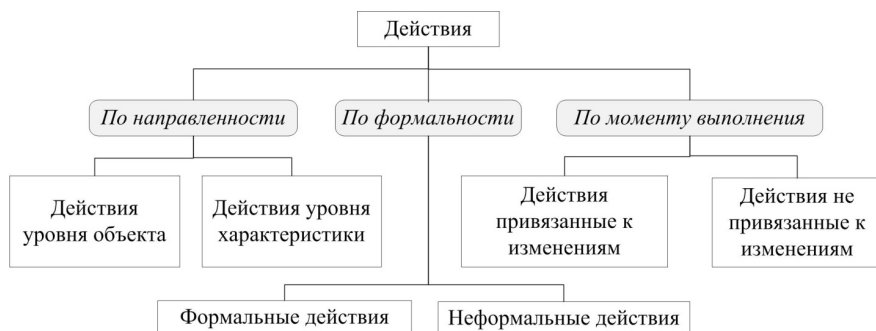 Действия
По направленности
По формальности
По моменту выполнения
Действия
уровня объекта
Действия уровня
характеристики
Действия
привязанные к
изменениям
Действия не
привязанные к
изменениям
Формальные действия
Неформальные действия